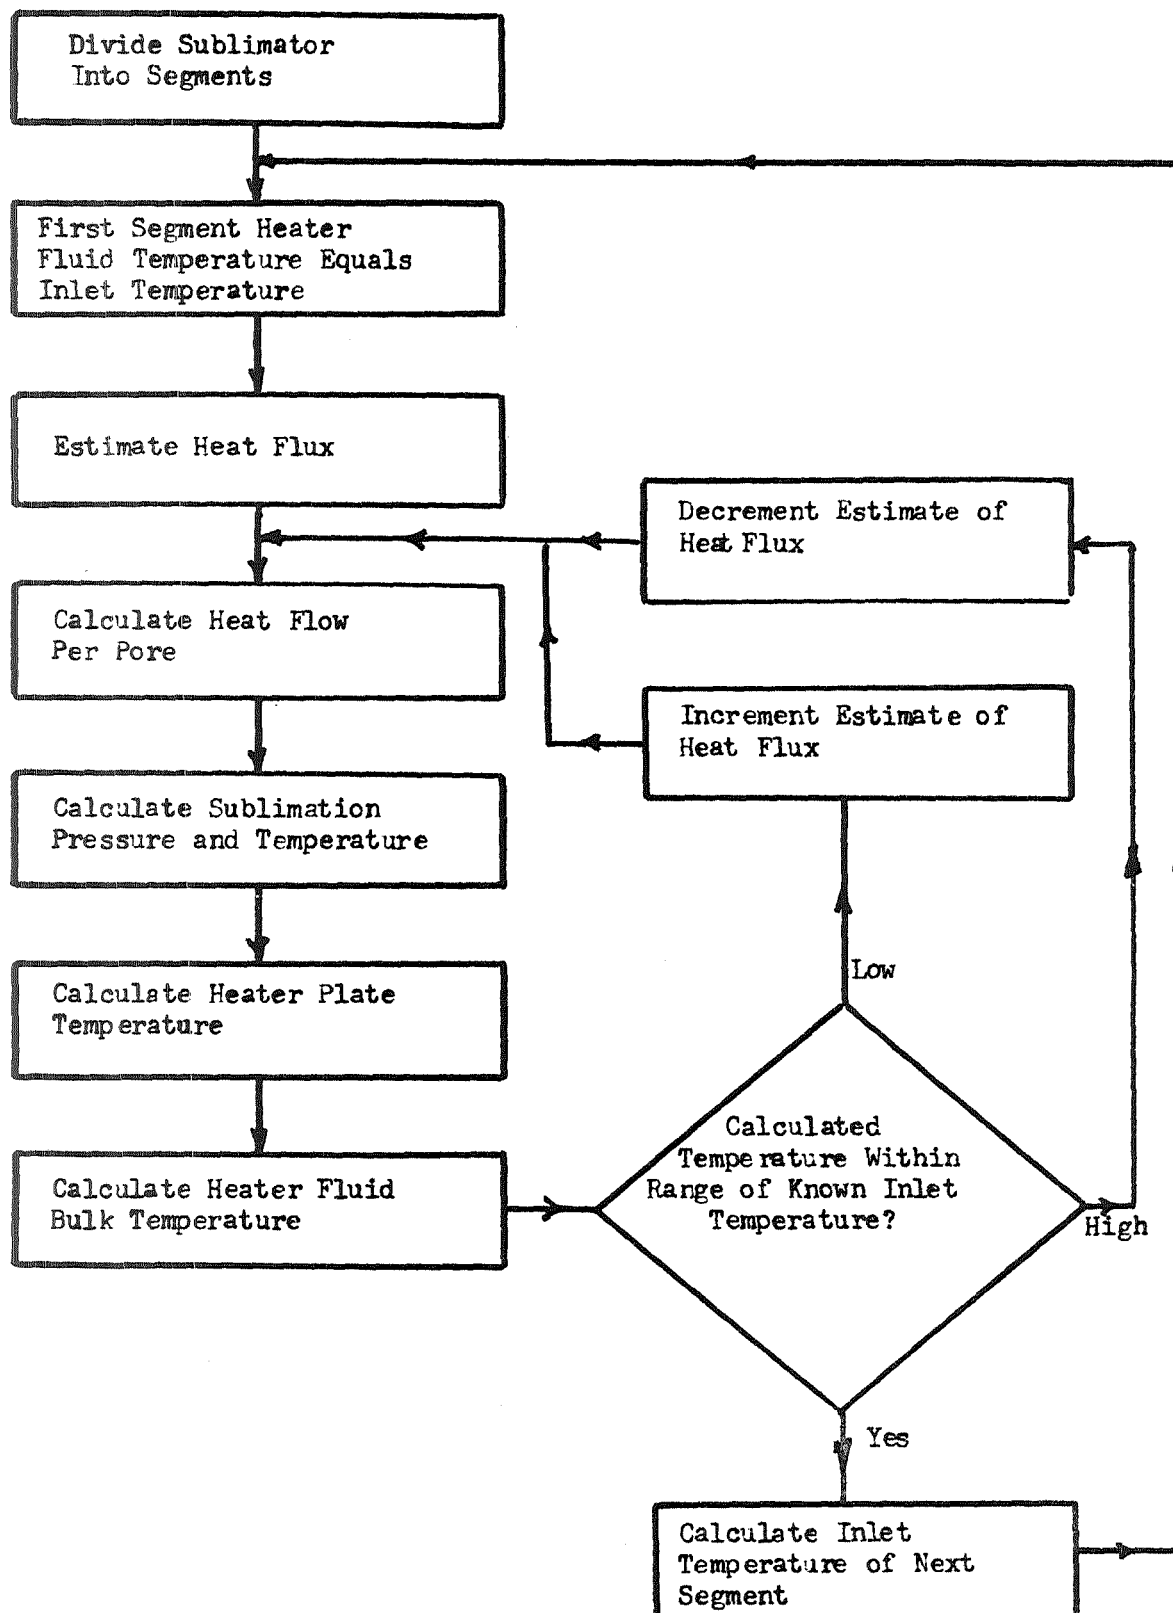 Divide Sublimator
Into Segments
First Segment Heater
Fluid Temperature Equals
Inlet Temperature
Estimate Heat Flux
Decrement Estimate of
Heat Flux
Calculate Heat Flow
Per Pore
Increment Estimate of
Heat Flux
Calculate Sublimation
Pressure and Temperature
Low
Calculate Heater Plate
Temperature
Calculated
Temperature Within
Range of Known Inlet
Temperature?
Calculate Heater Fluid
Bulk Temperature
High
Yes
Calculate Inlet
Temperature of Next
Segment